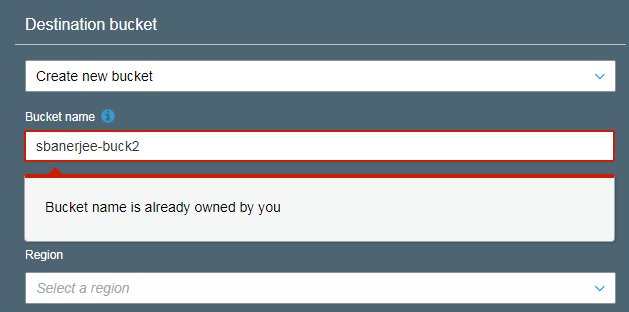 Destination bucket
Create new bucket
Bucket name
sbanerjee-buck2
Bucket name is already owned by you
Region
Select a region